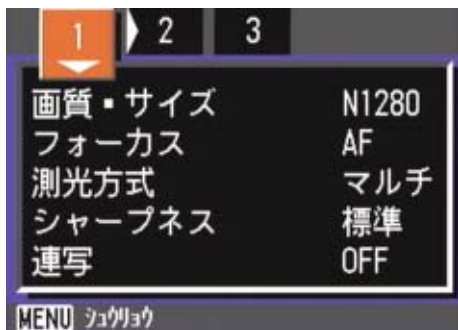 1 2 3
画質・サイズ N1280
フォーカス AF
測光方式 マルチ
シャープネス 標準
連写 OFF
MENU ｼｭｳﾘｮｳ